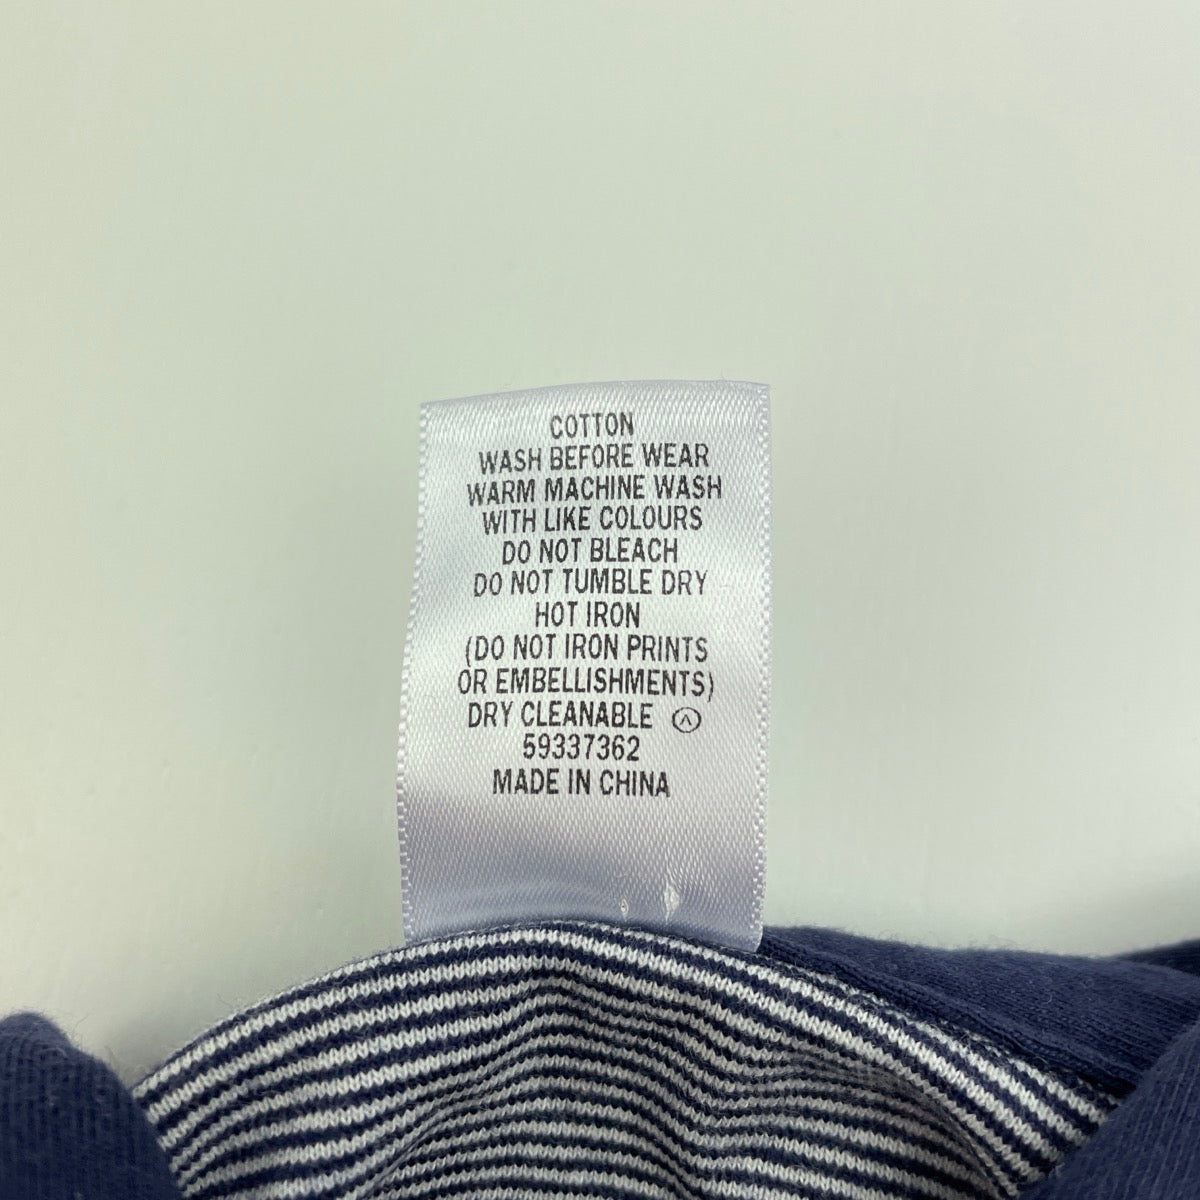 COTTON
WASH BEFORE WEAR
WARM MACHINE WASH
WITH LIKE COLOURS
DO NOT BLEACH
DO NOT TUMBLE DRY
HOT IRON
(DO NOT IRON PRINTS
OR EMBELLISHMENTS)
DRY CLEANABLE Ⓐ
59337362
MADE IN CHINA